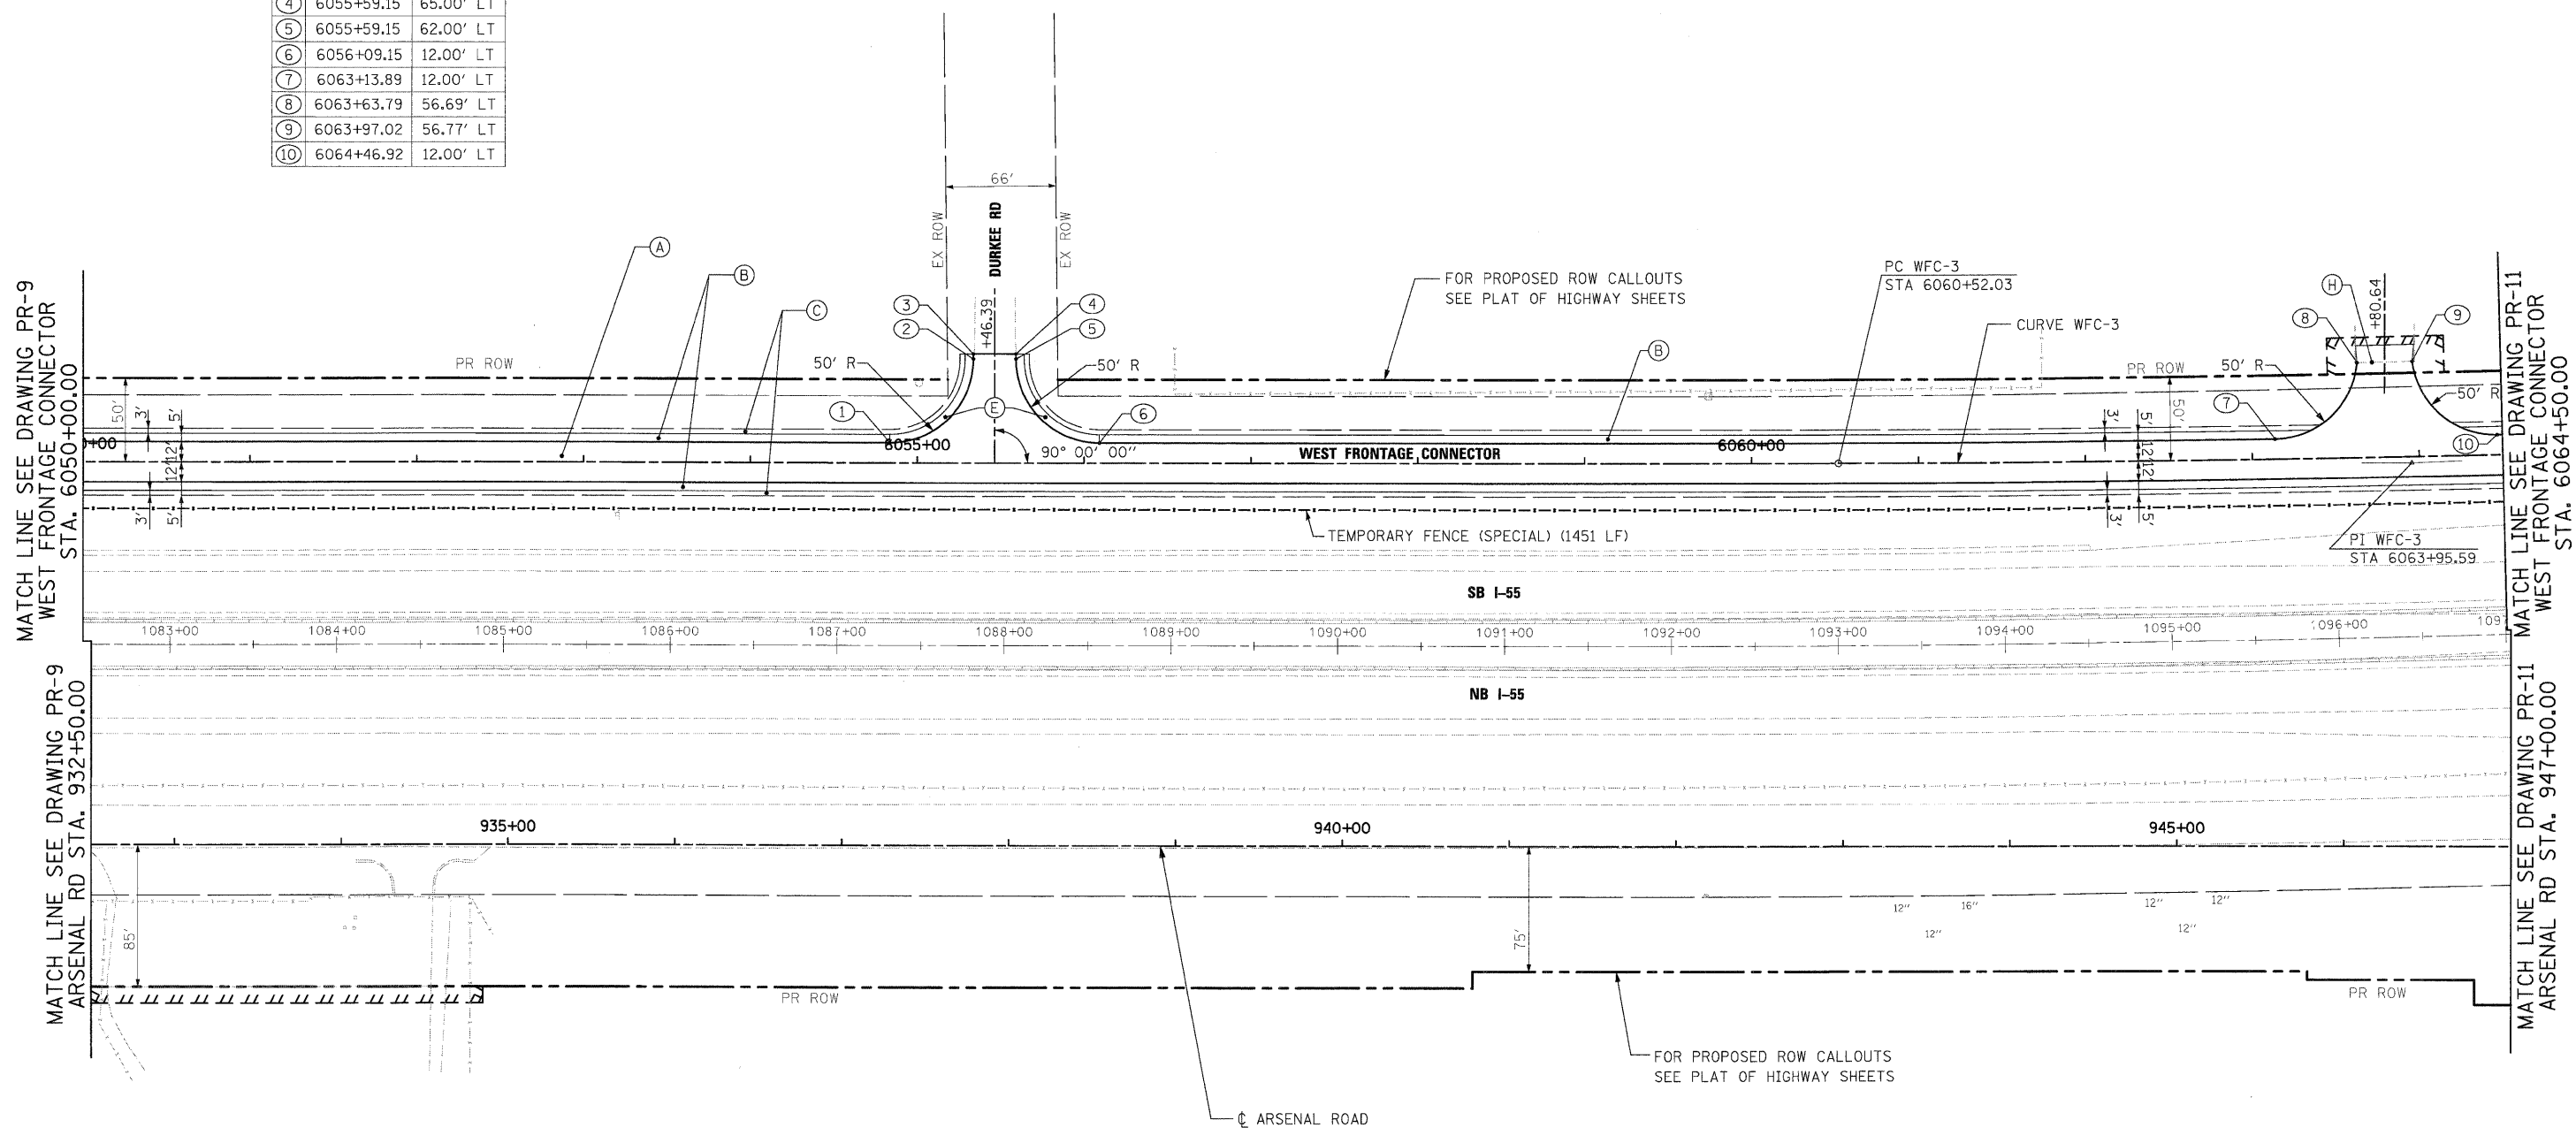 4 6055+59.15 65.00' LT
5 6055+59.15 62.00' LT
6 6056+09.15 12.00' LT
7 6063+13.89 12.00' LT
8 6063+63.79 56.69' LT
9 6063+97.02 56.77' LT
10 6064+46.92 12.00' LT
66'
EX ROW
DURKEE RD
EX ROW
+46.39
A
B
C
3
2
4
5
50' R
50' R
1
E
6
90° 00' 00"
FOR PROPOSED ROW CALLOUTS
SEE PLAT OF HIGHWAY SHEETS
PC WFC-3
STA 6060+52.03
CURVE WFC-3
B
H
+80.64
8
9
50' R
50' R
7
10
PR ROW
PR ROW
MATCH LINE SEE DRAWING PR-9
WEST FRONTAGE CONNECTOR
STA. 6050+00.00
50'
3'
5'
12'
12'
3'
5'
+00
6055+00
WEST FRONTAGE CONNECTOR
6060+00
3'
5'
50'
12'
12'
3'
5'
TEMPORARY FENCE (SPECIAL) (1451 LF)
PI WFC-3
STA 6063+95.59
MATCH LINE SEE DRAWING PR-11
WEST FRONTAGE CONNECTOR
STA. 6064+50.00
SB I-55
1083+00 1084+00 1085+00 1086+00 1087+00 1088+00 1089+00 1090+00 1091+00 1092+00 1093+00 1094+00 1095+00 1096+00 1097
NB I-55
MATCH LINE SEE DRAWING PR-9
ARSENAL RD STA. 932+50.00
935+00 940+00 945+00
85'
75'
12" 16" 12" 12"
12" 12"
PR ROW
PR ROW
FOR PROPOSED ROW CALLOUTS
SEE PLAT OF HIGHWAY SHEETS
℄ ARSENAL ROAD
MATCH LINE SEE DRAWING PR-11
ARSENAL RD STA. 947+00.00